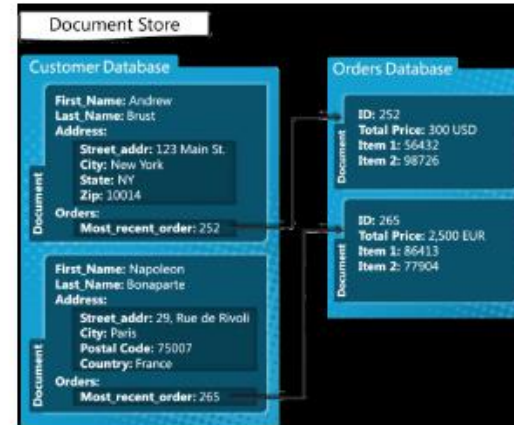 Document Store
Customer Database
First_Name: Andrew
Last_Name: Brust
Address:
Street_addr: 123 Main St.
City: New York
State: NY
Zip: 10014
Orders:
Most_recent_order: 252
Document
First_Name: Napoleon
Last_Name: Bonaparte
Address:
Street_addr: 29, Rue de Rivoli
City: Paris
Postal Code: 75007
Country: France
Orders:
Most_recent_order: 265
Document
Orders Database
ID: 252
Total Price: 300 USD
Item 1: 56432
Item 2: 98726
Document
ID: 265
Total Price: 2,500 EUR
Item 1: 86413
Item 2: 77904
Document